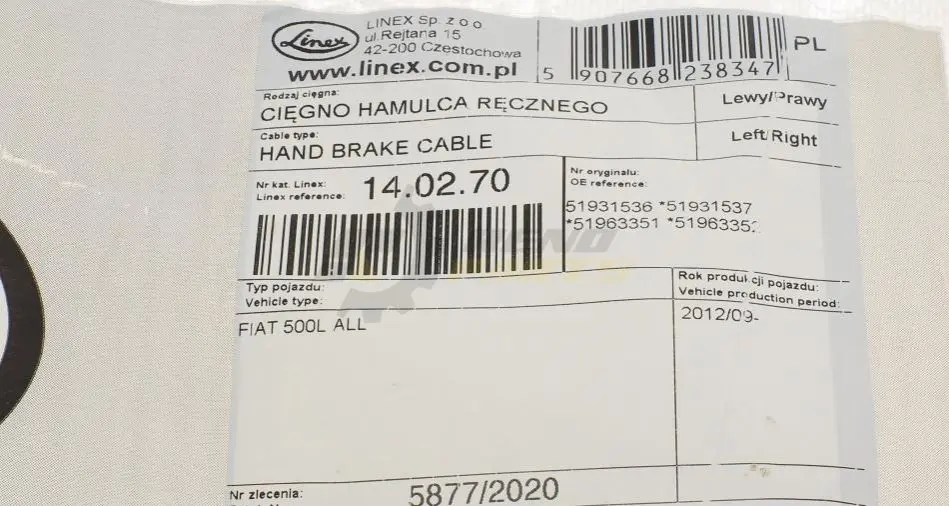 Linex
LINEX Sp. z o o
ul.Rejtana 15
42-200 Czestochowa
www.linex.com.pl
5 907668 238347
PL
Rodzaj cięgna:
CIĘGNO HAMULCA RĘCZNEGO
Lewy/Prawy
Cable type:
HAND BRAKE CABLE
Left/Right
Nr kat. Linex:
Linex reference:
14.02.70
Nr oryginału:
OE reference:
51931536 *51931537
*51963351 *51963352
Typ pojazdu:
Vehicle type:
Rok produkcji pojazdu:
Vehicle production period:
FIAT 500L ALL
2012/09-
Nr zlecenia:
5877/2020